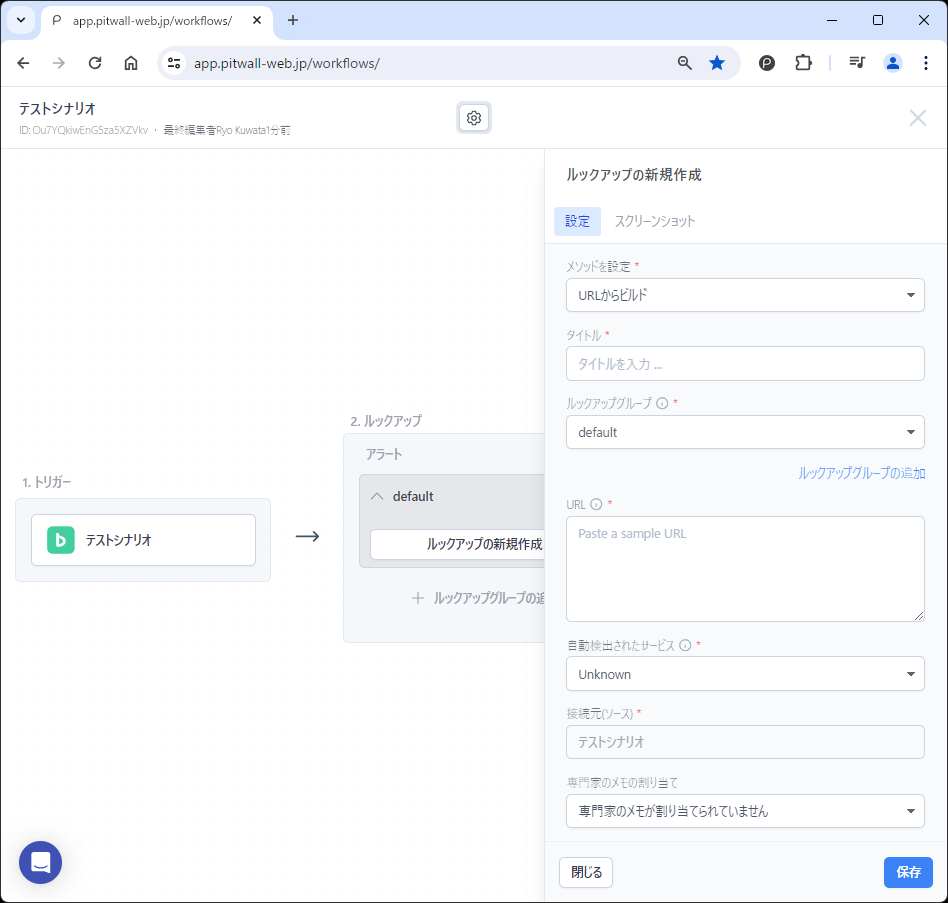 app.pitwall-web.jp/workflows/
app.pitwall-web.jp/workflows/
テストシナリオ
ID: Ou7YQkiwEnG5za5XZVkv ・ 最終編集者Ryo Kuwata1分前
ルックアップの新規作成
設定 スクリーンショット
メソッドを設定 *
URLからビルド
タイトル *
タイトルを入力 ...
ルックアップグループ *
default
ルックアップグループの追加
URL *
Paste a sample URL
自動検出されたサービス *
Unknown
接続元(ソース) *
テストシナリオ
専門家のメモの割り当て
専門家のメモが割り当てられていません
閉じる 保存
1. トリガー
b テストシナリオ
2. ルックアップ
アラート
default
ルックアップの新規作成
ルックアップグループの追